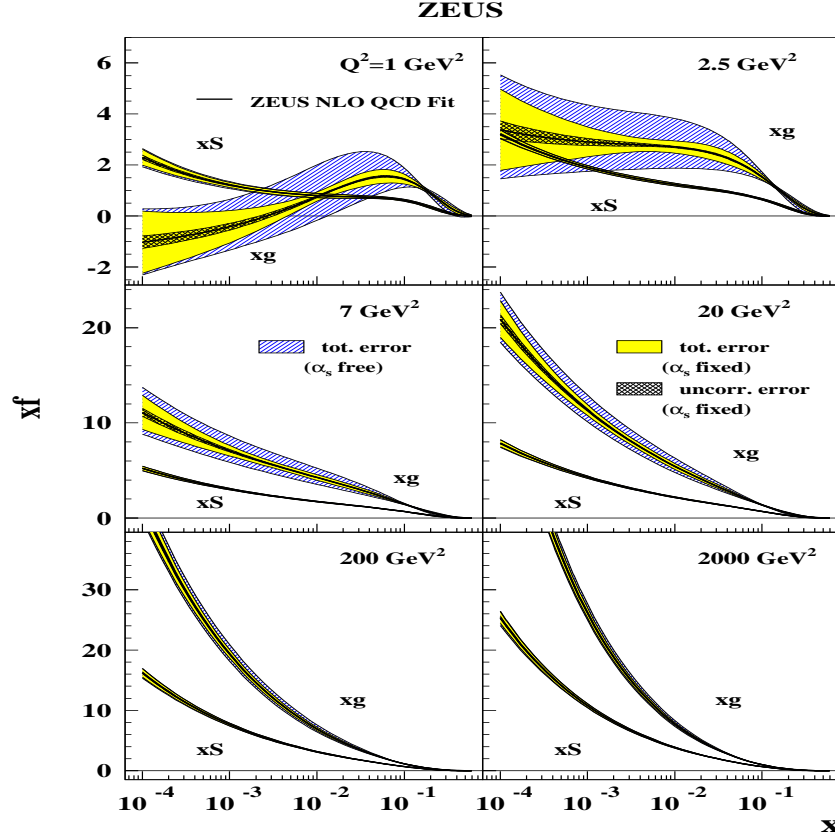 ZEUS
Q²=1 GeV²
2.5 GeV²
ZEUS NLO QCD Fit
xS
xg
xg
xS
6
4
2
0
-2
7 GeV²
20 GeV²
tot. error
(αs free)
tot. error
(αs fixed)
uncorr. error
(αs fixed)
xg
xS
xg
xS
20
10
0
xf
200 GeV²
2000 GeV²
xg
xS
xg
xS
30
20
10
0
10⁻⁴ 10⁻³ 10⁻² 10⁻¹ 10⁻⁴ 10⁻³ 10⁻² 10⁻¹
x